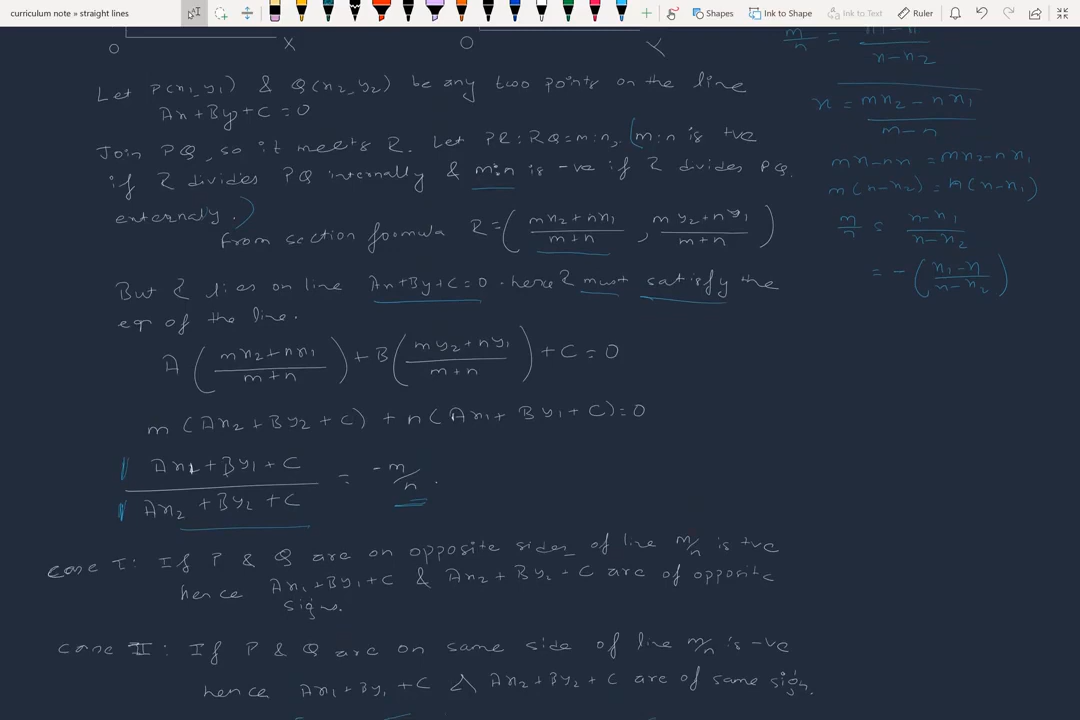 curriculum note » straight lines
Shapes Ink to Shape Ink to Text Ruler
O X O Y
Let P(x₁,y₁) & Q(x₂,y₂) be any two points on the line
Ax+By+C=0
Join PQ, so it meets R. Let PR:RQ=m:n, (m:n is +ve
if R divides PQ internally & m:n is -ve if R divides PQ
externally.)
From section foomula R=(mx₂+nx₁/m+n, my₂+ny₁/m+n)
But R lies on line Ax+By+C=0. hence R must satisfy the
eqn of the line.
A(mx₂+nx₁/m+n)+B(my₂+ny₁/m+n)+C=0
m(Ax₂+By₂+C)+n(Ax₁+By₁+C)=0
Ax₁+By₁+C/Ax₂+By₂+C = -m/n.
case I: If P & Q are on opposite sides of line m/n is +ve
hence Ax₁+By₁+C & Ax₂+By₂+C are of opposite
signs.
case II: If P & Q are on same side of line m/n is -ve
hence Ax₁+By₁+C & Ax₂+By₂+C are of same sign.
m/n = /x-x₂
x = mx₂-nx₁/m-n
mx-nx=mx₂-nx₁
m(x-x₂)=n(x-x₁)
m/n = x-x₁/x-x₂
= -(x₁-x/x-x₂)